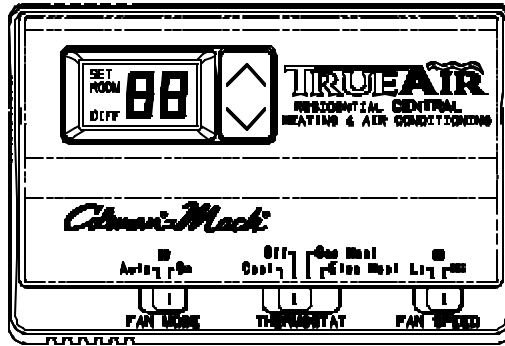 SET
ROOM
DIFF
88
TRUEAIR
RESIDENTIAL CENTRAL
HEATING & AIR CONDITIONING
Coleman-Mach
Off Gas Heat
Auto On Cool Elec Heat Lo
FAN MODE THERMOSTAT FAN SPEED